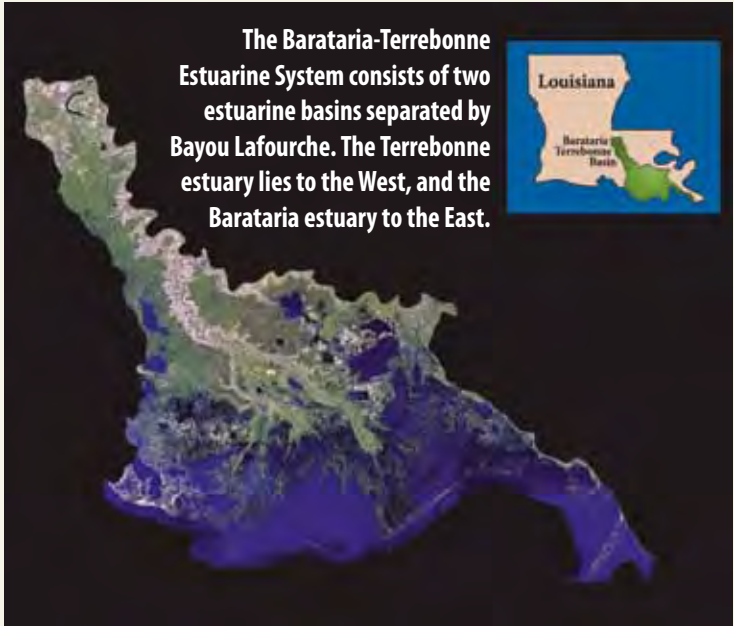 The Barataria-Terrebonne
Estuarine System consists of two
estuarine basins separated by
Bayou Lafourche. The Terrebonne
estuary lies to the West, and the
Barataria estuary to the East.
Louisiana
Barataria
Terrebonne
Basin